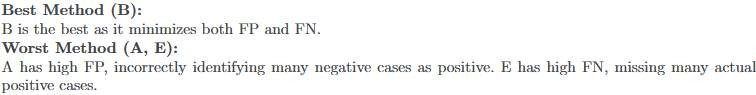 Best Method (B):
B is the best as it minimizes both FP and FN.
Worst Method (A, E):
A has high FP, incorrectly identifying many negative cases as positive. E has high FN, missing many actual
positive cases.